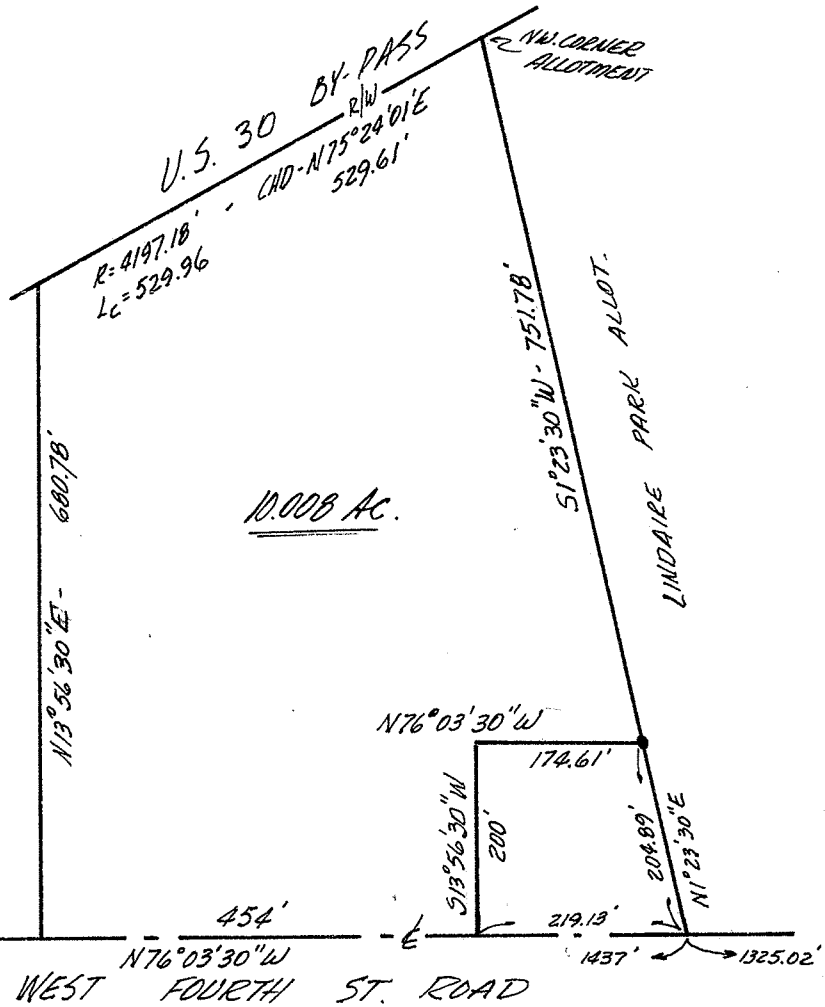 N.W. CORNER
ALLOTMENT
U.S. 30 BY-PASS
R/W
R=4197.18' - CHD-N75°24'01"E
Lc=529.96
529.61'
S1°23'30"W - 751.78'
LINDAIRE PARK ALLOT.
N13°56'30"E - 680.78'
10.008 AC.
N76°03'30"W
174.61'
S13°56'30"W
200'
204.89'
N1°23'30"E
454'
219.13'
N76°03'30"W
1437'
1325.02'
WEST FOURTH ST. ROAD